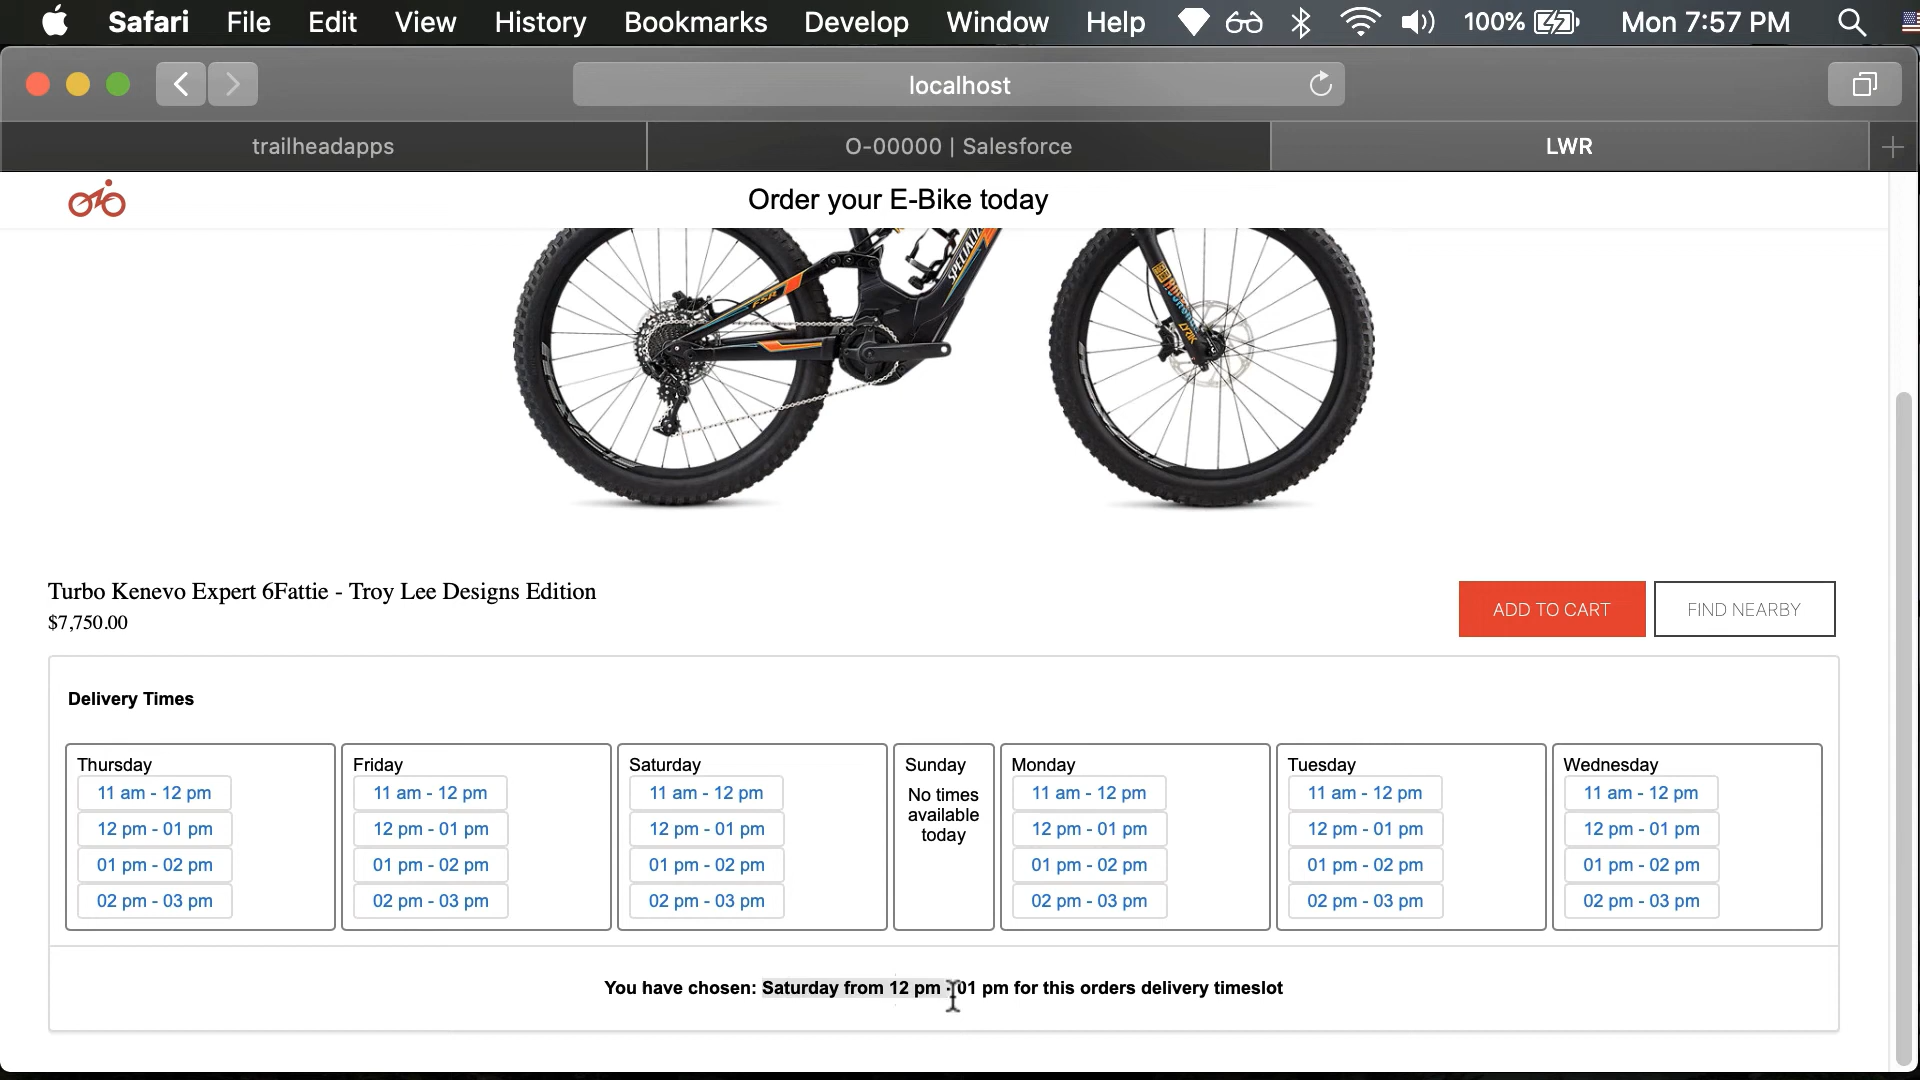 Safari File Edit View History Bookmarks Develop Window Help 100% Mon 7:57 PM
localhost
trailheadapps
O-00000 | Salesforce
LWR
Order your E-Bike today
FSR
Turbo Kenevo Expert 6Fattie - Troy Lee Designs Edition
$7,750.00
ADD TO CART
FIND NEARBY
Delivery Times
Thursday
11 am - 12 pm
12 pm - 01 pm
01 pm - 02 pm
02 pm - 03 pm
Friday
11 am - 12 pm
12 pm - 01 pm
01 pm - 02 pm
02 pm - 03 pm
Saturday
11 am - 12 pm
12 pm - 01 pm
01 pm - 02 pm
02 pm - 03 pm
Sunday
No times
available
today
Monday
11 am - 12 pm
12 pm - 01 pm
01 pm - 02 pm
02 pm - 03 pm
Tuesday
11 am - 12 pm
12 pm - 01 pm
01 pm - 02 pm
02 pm - 03 pm
Wednesday
11 am - 12 pm
12 pm - 01 pm
01 pm - 02 pm
02 pm - 03 pm
You have chosen: Saturday from 12 pm - 01 pm for this orders delivery timeslot